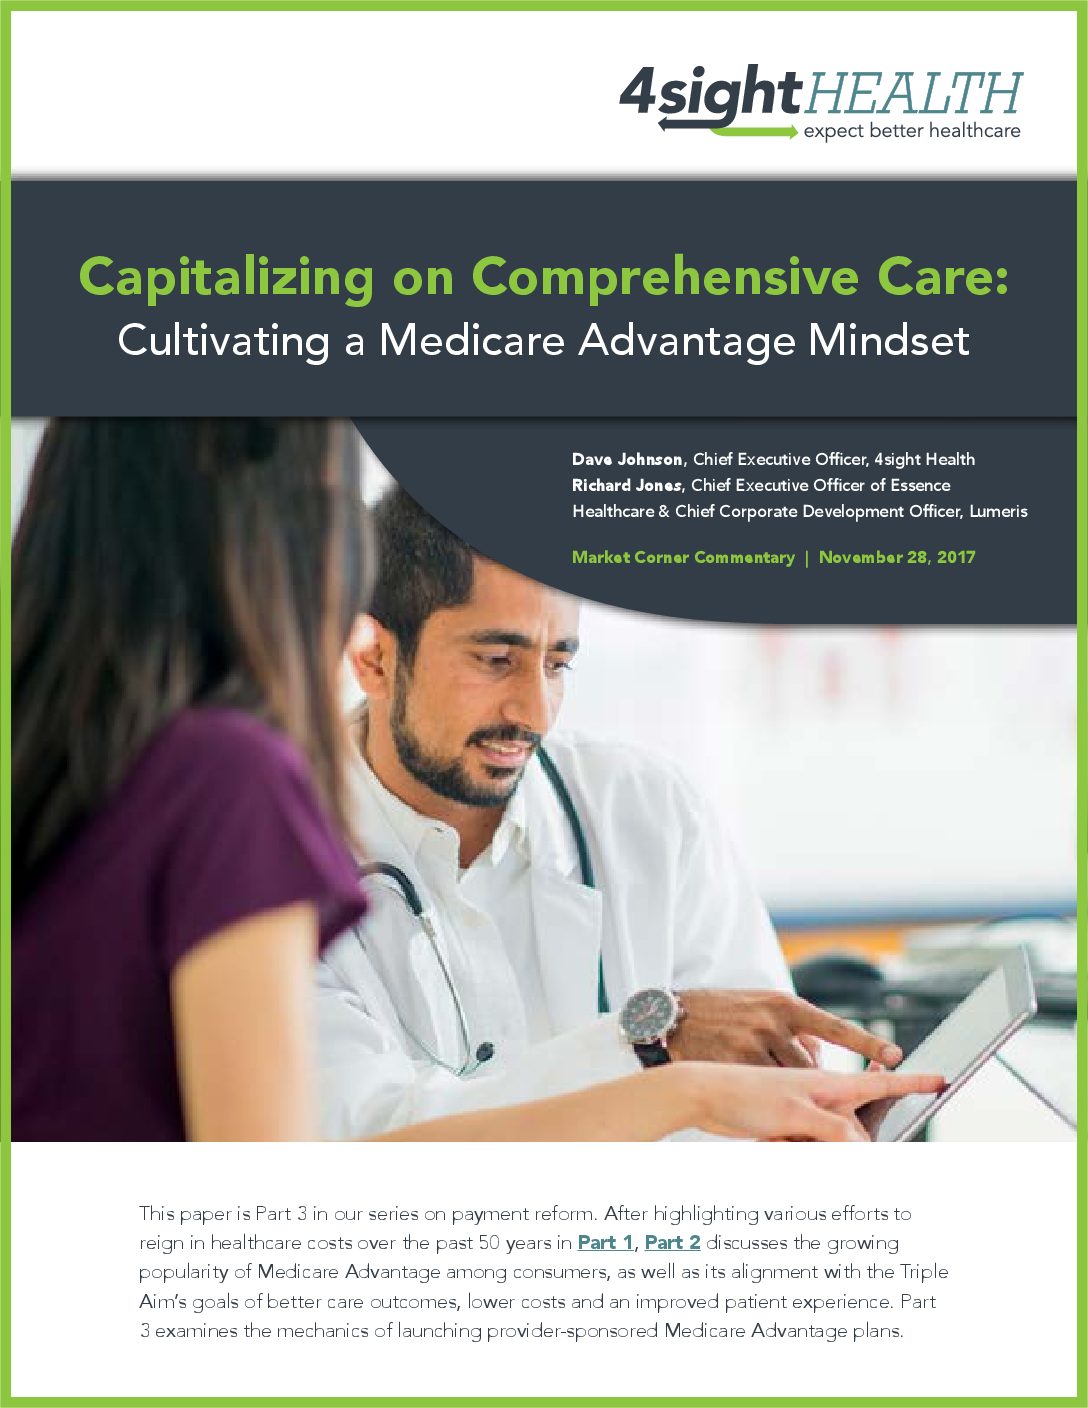 4sight HEALTH
expect better healthcare
Capitalizing on Comprehensive Care:
Cultivating a Medicare Advantage Mindset
Dave Johnson, Chief Executive Officer, 4sight Health
Richard Jones, Chief Executive Officer of Essence
Healthcare & Chief Corporate Development Officer, Lumeris
Market Corner Commentary | November 28, 2017
This paper is Part 3 in our series on payment reform. After highlighting various efforts to
reign in healthcare costs over the past 50 years in Part 1, Part 2 discusses the growing
popularity of Medicare Advantage among consumers, as well as its alignment with the Triple
Aim’s goals of better care outcomes, lower costs and an improved patient experience. Part
3 examines the mechanics of launching provider-sponsored Medicare Advantage plans.